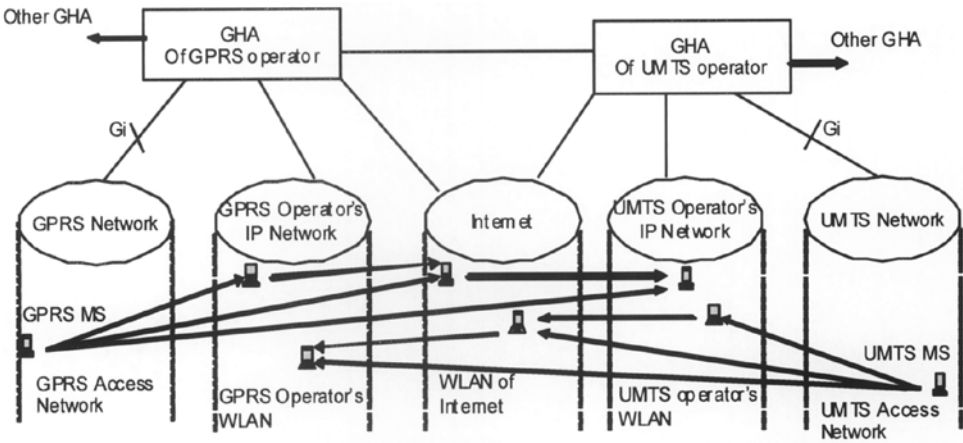 Other GHA
GHA
Of GPRS operator
GHA
Of UMTS operator
Other GHA
Gi
Gi
GPRS Network
GPRS Operator's
IP Network
Internet
UMTS Operator's
IP Network
UMTS Network
GPRS MS
UMTS MS
GPRS Access
Network
GPRS Operator's
WLAN
WLAN of
Internet
UMTS operator's
WLAN
UMTS Access
Network